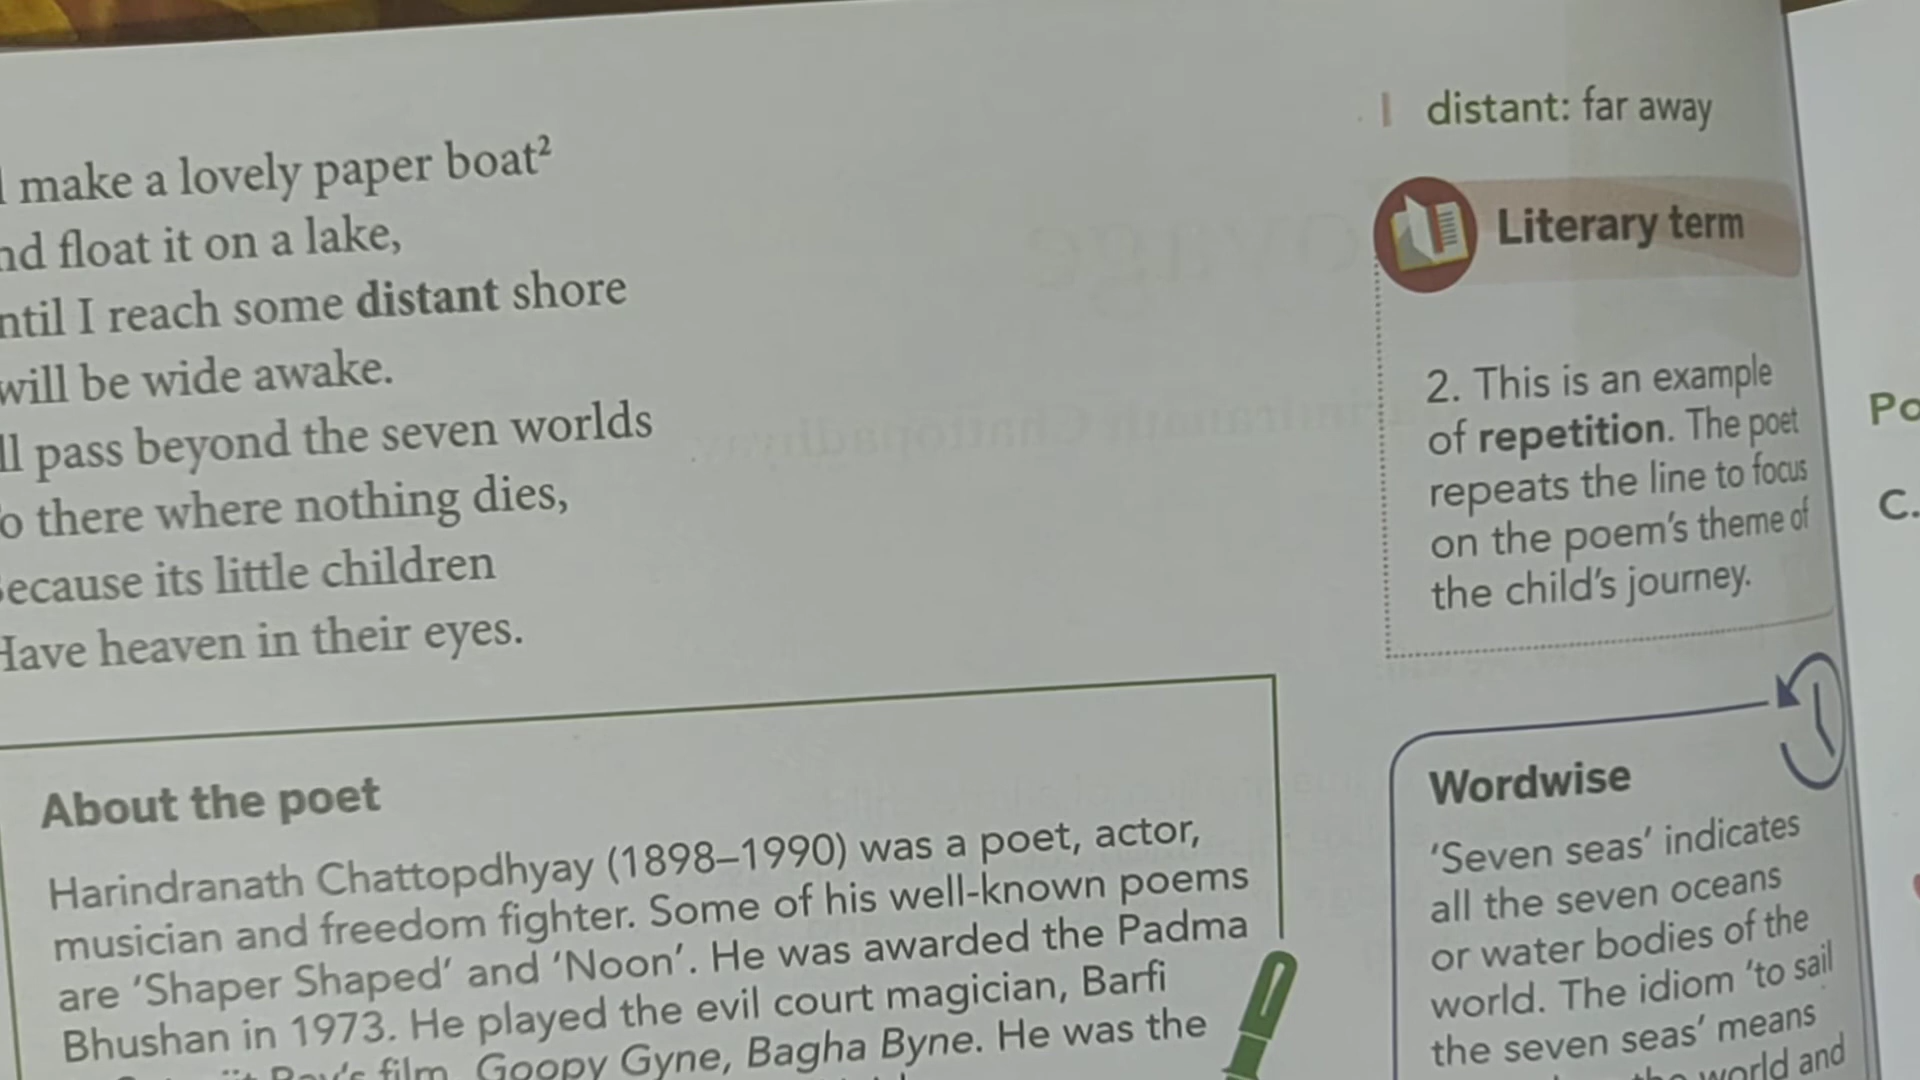 make a lovely paper boat²
float it on a lake,
I reach some distant shore
will be wide awake.
pass beyond the seven worlds
there where nothing dies,
its little children
heaven in their eyes.
About the poet
Harindranath Chattopdhyay (1898–1990) was a poet, actor,
musician and freedom fighter. Some of his well-known poems
are ‘Shaper Shaped’ and ‘Noon’. He was awarded the Padma
Bhushan in 1973. He played the evil court magician, Barfi
film, Goopy Gyne, Bagha Byne. He was the
distant: far away
Literary term
2. This is an example
of repetition. The poet
repeats the line to focus
on the poem’s theme of
the child’s journey.
Wordwise
‘Seven seas’ indicates
all the seven oceans
or water bodies of the
world. The idiom ‘to sail
the seven seas’ means
world and
C.